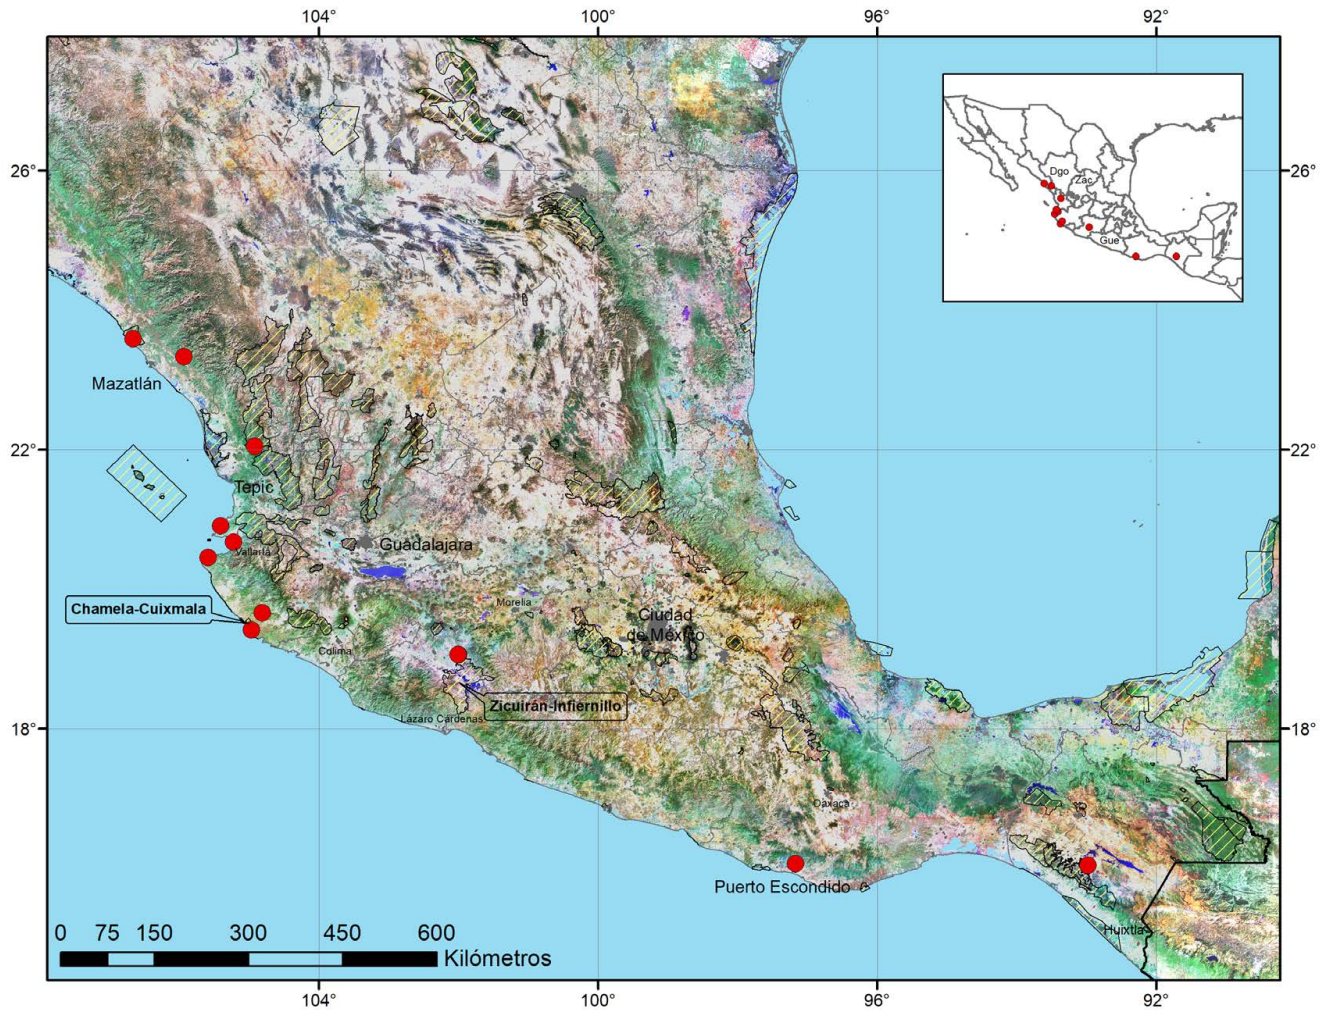 104°
100°
96°
92°
26°
26°
Dgo
Zac
Gue
Mazatlán
22°
22°
Tepic
Guadalajara
Vallarta
Chamela-Cuixmala
Morelia
Ciudad
de México
Colima
Zicuirán-Infiernillo
Lázaro Cárdenas
18°
18°
Oaxaca
Puerto Escondido
Huixtla
0 75 150 300 450 600
Kilómetros
104°
100°
96°
92°